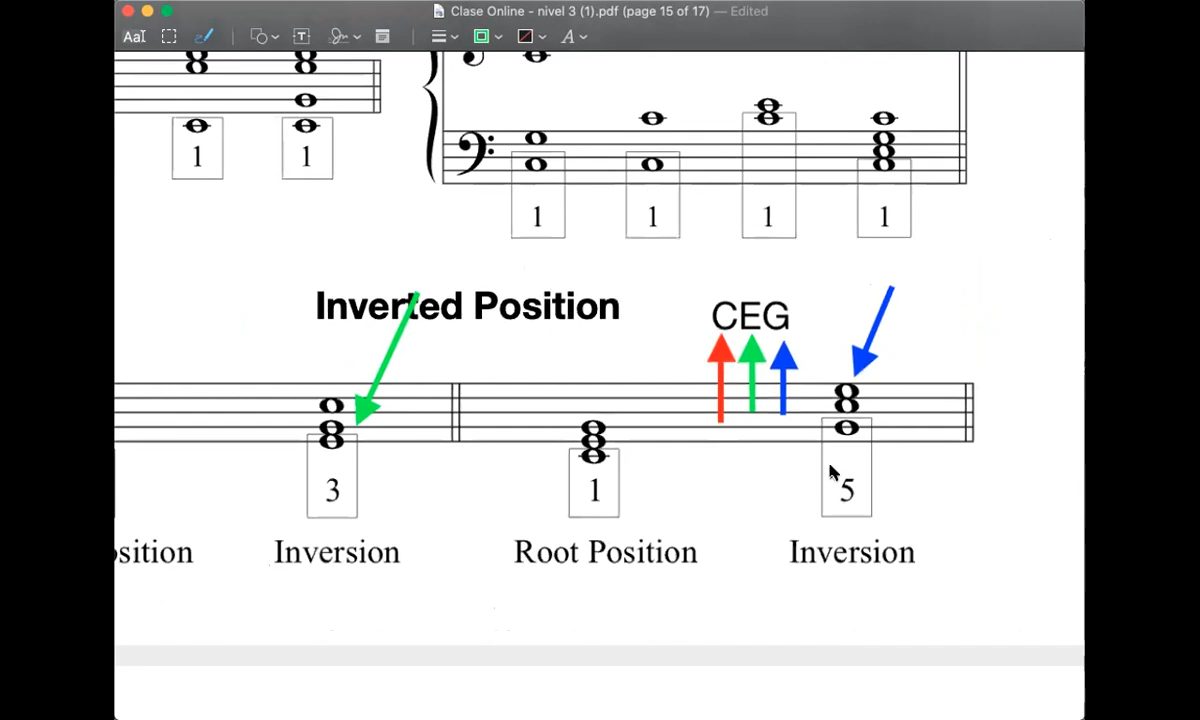 Clase Online - nivel 3 (1).pdf (page 15 of 17) — Edited
AaI T A
1 1
1 1 1 1
Inverted Position
CEG
3 1 5
osition Inversion Root Position Inversion